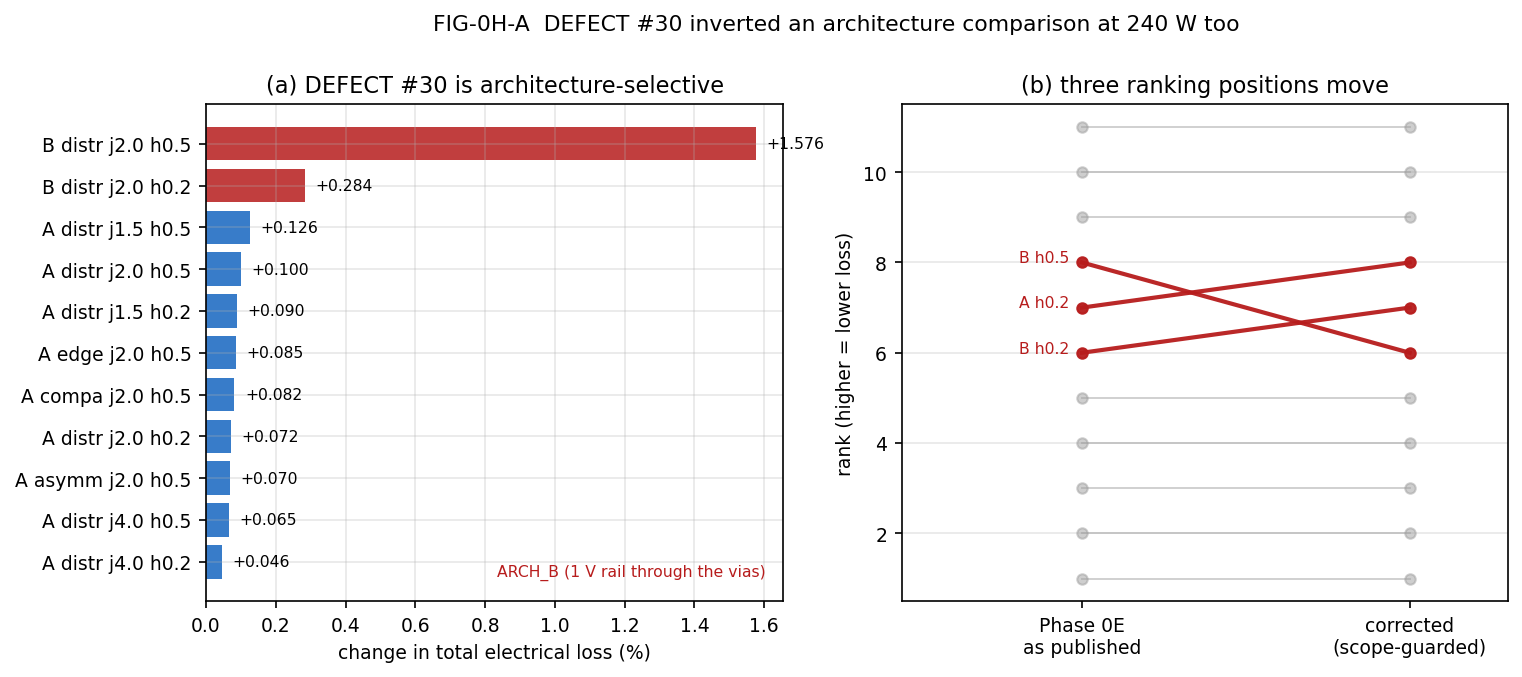 FIG-0H-A  DEFECT #30 inverted an architecture comparison at 240 W too
(a) DEFECT #30 is architecture-selective
B distr j2.0 h0.5
+1.576
B distr j2.0 h0.2
+0.284
A distr j1.5 h0.5
+0.126
A distr j2.0 h0.5
+0.100
A distr j1.5 h0.2
+0.090
A edge j2.0 h0.5
+0.085
A compa j2.0 h0.5
+0.082
A distr j2.0 h0.2
+0.072
A asymm j2.0 h0.5
+0.070
A distr j4.0 h0.5
+0.065
A distr j4.0 h0.2
+0.046
ARCH_B (1 V rail through the vias)
0.0 0.2 0.4 0.6 0.8 1.0 1.2 1.4 1.6
change in total electrical loss (%)
(b) three ranking positions move
rank (higher = lower loss)
10
8
6
4
2
B h0.5
A h0.2
B h0.2
Phase 0E
as published
corrected
(scope-guarded)